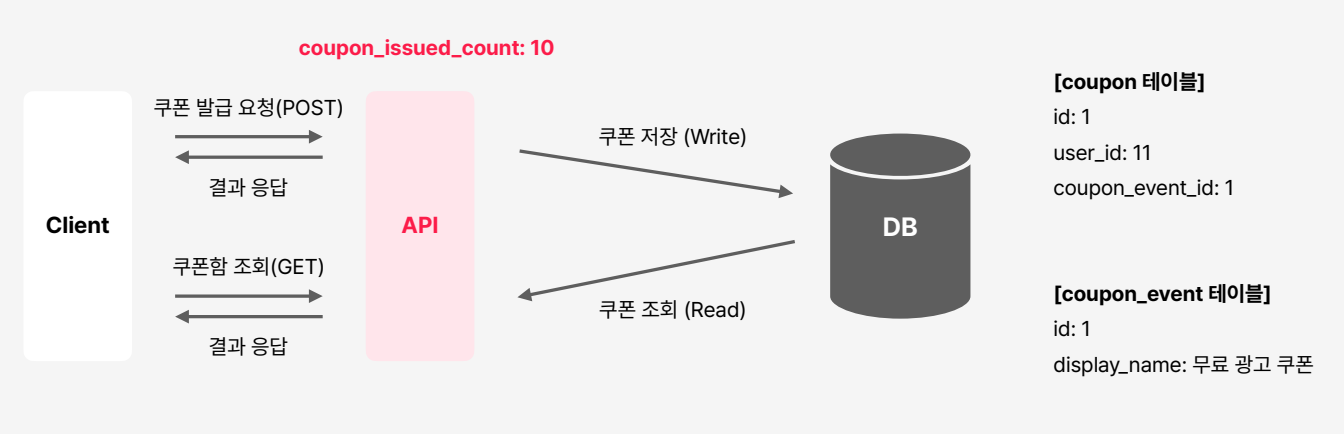 coupon_issued_count: 10
Client
쿠폰 발급 요청(POST)
결과 응답
쿠폰함 조회(GET)
결과 응답
API
쿠폰 저장 (Write)
쿠폰 조회 (Read)
DB
[coupon 테이블]
id: 1
user_id: 11
coupon_event_id: 1
[coupon_event 테이블]
id: 1
display_name: 무료 광고 쿠폰